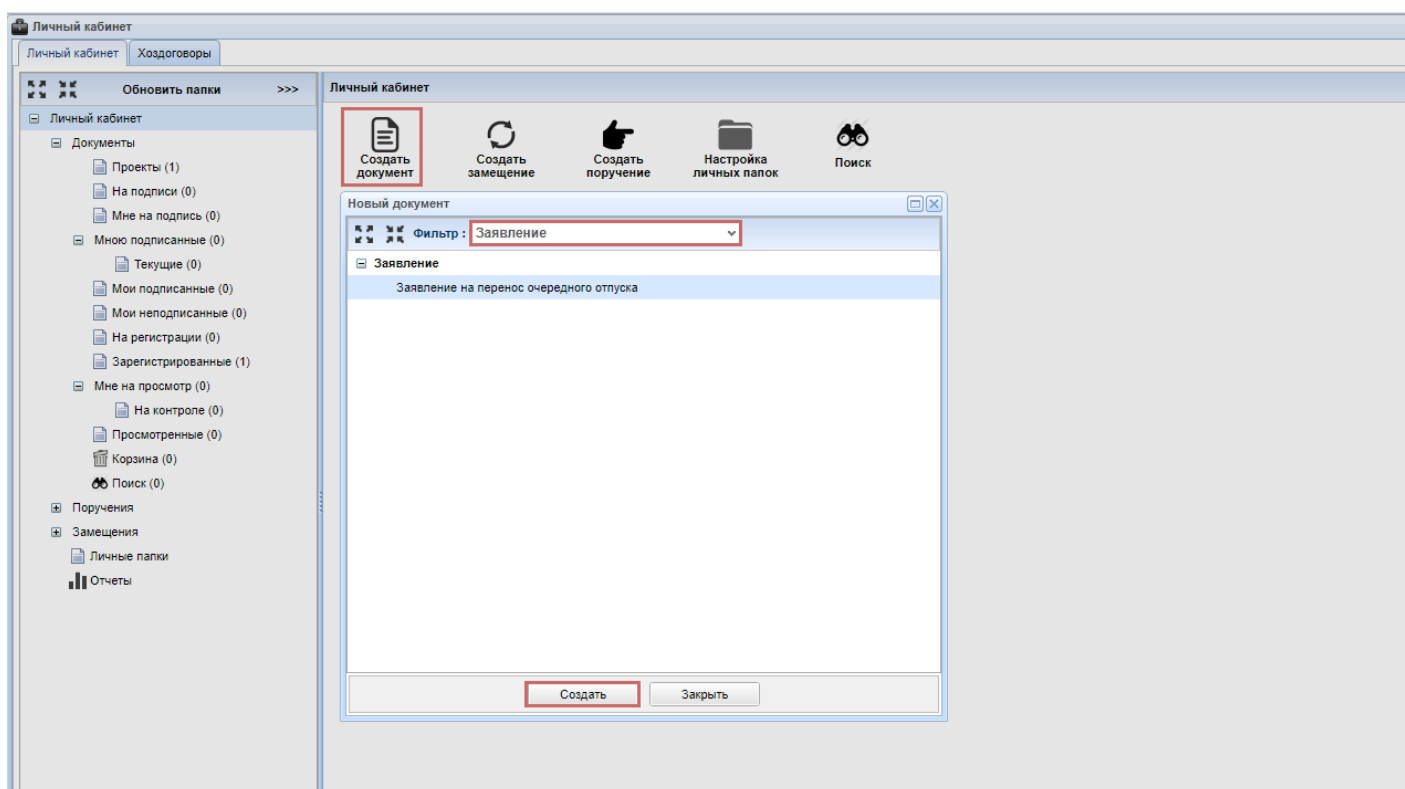 Личный кабинет
Личный кабинет Хоздоговоры
Обновить папки >>>
Личный кабинет
Документы
Проекты (1)
На подписи (0)
Мне на подпись (0)
Мною подписанные (0)
Текущие (0)
Мои подписанные (0)
Мои неподписанные (0)
На регистрации (0)
Зарегистрированные (1)
Мне на просмотр (0)
На контроле (0)
Просмотренные (0)
Корзина (0)
Поиск (0)
Поручения
Замещения
Личные папки
Отчеты
Личный кабинет
Создать
документ
Создать
замещение
Создать
поручение
Настройка
личных папок
Поиск
Новый документ
Фильтр : Заявление
Заявление
Заявление на перенос очередного отпуска
Создать Закрыть